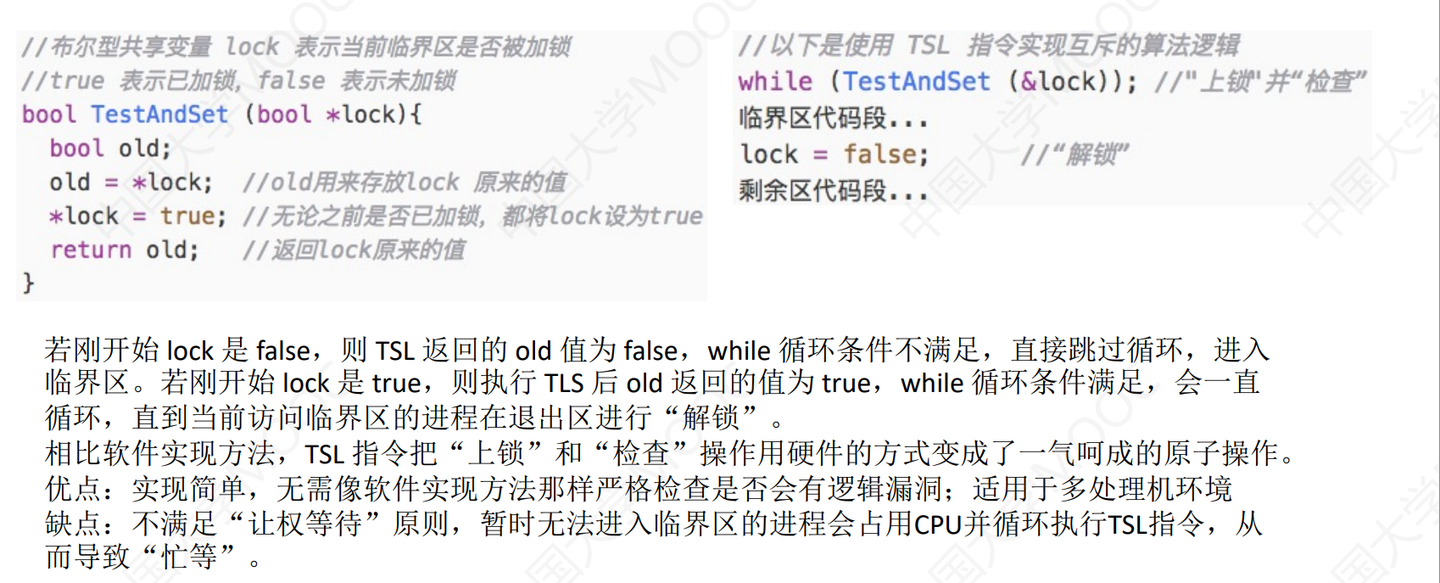 //布尔型共享变量 lock 表示当前临界区是否被加锁
//true 表示已加锁，false 表示未加锁
bool TestAndSet (bool *lock){
bool old;
old = *lock; //old用来存放lock 原来的值
*lock = true; //无论之前是否已加锁，都将lock设为true
return old; //返回lock原来的值
}
//以下是使用 TSL 指令实现互斥的算法逻辑
while (TestAndSet (&lock)); //"上锁"并“检查”
临界区代码段...
lock = false; //“解锁”
剩余区代码段...
若刚开始 lock 是 false，则 TSL 返回的 old 值为 false，while 循环条件不满足，直接跳过循环，进入
临界区。若刚开始 lock 是 true，则执行 TLS 后 old 返回的值为 true，while 循环条件满足，会一直
循环，直到当前访问临界区的进程在退出区进行“解锁”。
相比软件实现方法，TSL 指令把“上锁”和“检查”操作用硬件的方式变成了一气呵成的原子操作。
优点：实现简单，无需像软件实现方法那样严格检查是否会有逻辑漏洞；适用于多处理机环境
缺点：不满足“让权等待”原则，暂时无法进入临界区的进程会占用CPU并循环执行TSL指令，从
而导致“忙等”。
中国大学MOOC